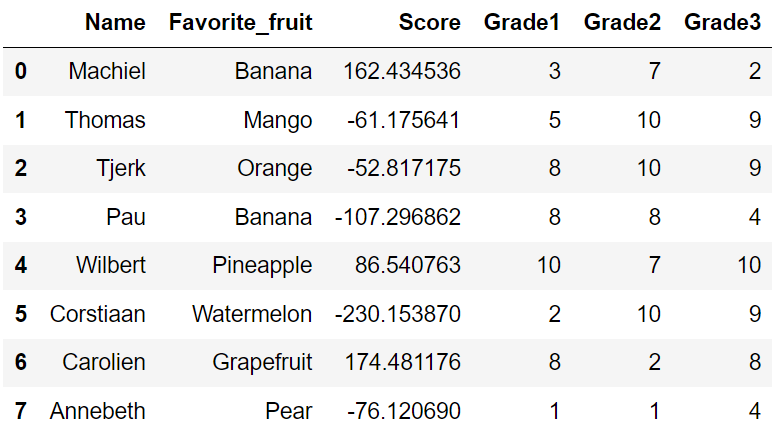 Name Favorite_fruit Score Grade1 Grade2 Grade3
0 Machiel Banana 162.434536 3 7 2
1 Thomas Mango -61.175641 5 10 9
2 Tjerk Orange -52.817175 8 10 9
3 Pau Banana -107.296862 8 8 4
4 Wilbert Pineapple 86.540763 10 7 10
5 Corstiaan Watermelon -230.153870 2 10 9
6 Carolien Grapefruit 174.481176 8 2 8
7 Annebeth Pear -76.120690 1 1 4